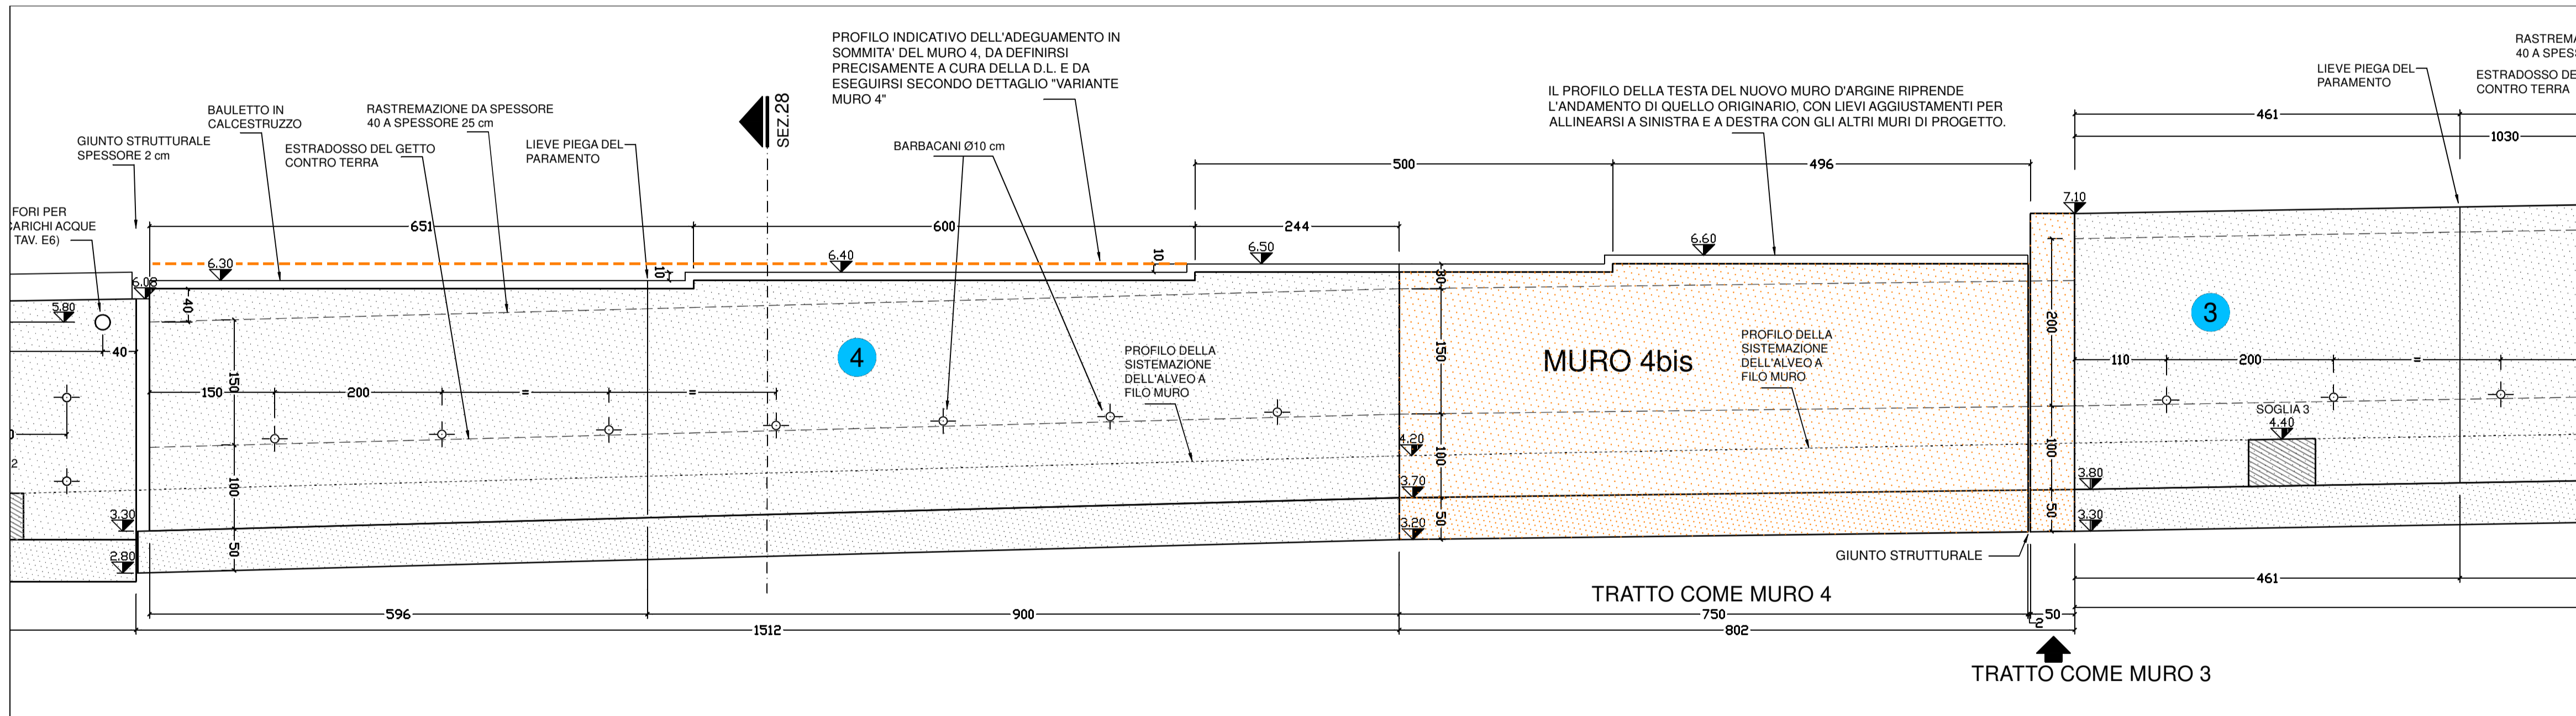 PROFILO INDICATIVO DELL'ADEGUAMENTO IN
SOMMITA' DEL MURO 4, DA DEFINIRSI
PRECISAMENTE A CURA DELLA D.L. E DA
ESEGUIRSI SECONDO DETTAGLIO "VARIANTE
MURO 4"
RASTREMA
40 A SPESS
LIEVE PIEGA DEL
PARAMENTO
ESTRADOSSO DE
CONTRO TERRA
IL PROFILO DELLA TESTA DEL NUOVO MURO D'ARGINE RIPRENDE
L'ANDAMENTO DI QUELLO ORIGINARIO, CON LIEVI AGGIUSTAMENTI PER
ALLINEARSI A SINISTRA E A DESTRA CON GLI ALTRI MURI DI PROGETTO.
BAULETTO IN
CALCESTRUZZO
RASTREMAZIONE DA SPESSORE
40 A SPESSORE 25 cm
SEZ.28
GIUNTO STRUTTURALE
SPESSORE 2 cm
ESTRADOSSO DEL GETTO
CONTRO TERRA
LIEVE PIEGA DEL
PARAMENTO
BARBACANI Ø10 cm
461
1030
500
496
FORI PER
CARICHI ACQUE
TAV. E6)
651
600
244
7.10
6.30
6.40
6.50
6.60
10
10
6.08
5.80
40
30
40
150
150
200
=
=
100
50
3.30
2.80
4
PROFILO DELLA
SISTEMAZIONE
DELL'ALVEO A
FILO MURO
150
100
50
4.20
3.70
3.20
MURO 4bis
PROFILO DELLA
SISTEMAZIONE
DELL'ALVEO A
FILO MURO
200
100
50
3.80
3.30
3
110
200
=
SOGLIA 3
4.40
2
GIUNTO STRUTTURALE
TRATTO COME MURO 4
461
596
900
750
50
2
1512
802
TRATTO COME MURO 3